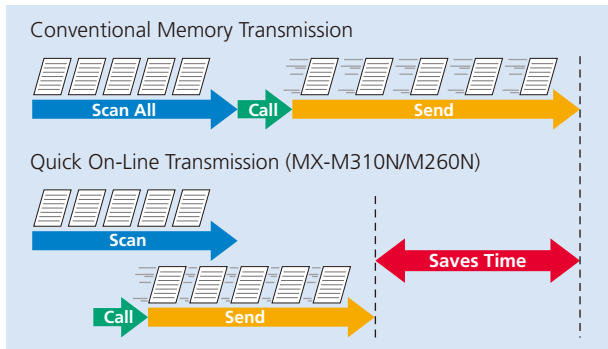 Conventional Memory Transmission
Scan All
Call
Send
Quick On-Line Transmission (MX-M310N/M260N)
Scan
Saves Time
Call
Send